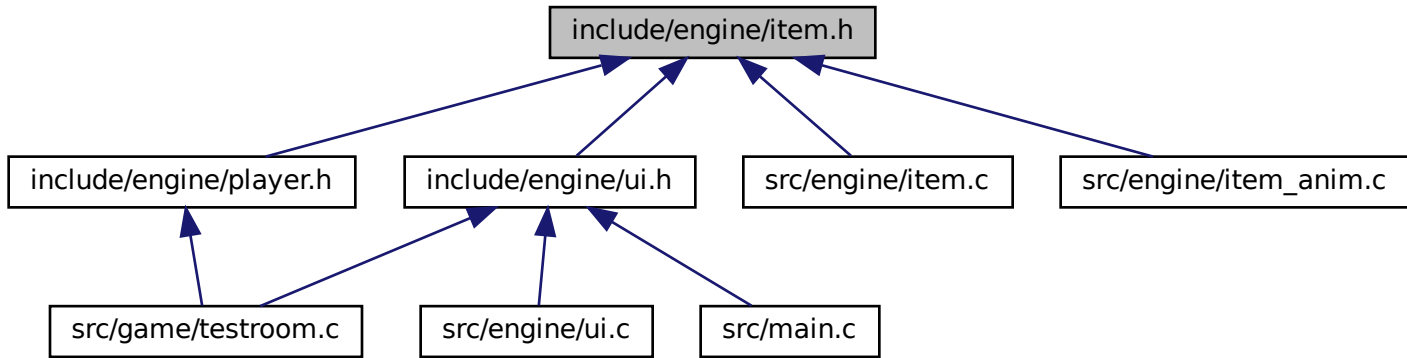 include/engine/item.h
include/engine/player.h
include/engine/ui.h
src/engine/item.c
src/engine/item_anim.c
src/game/testroom.c
src/engine/ui.c
src/main.c